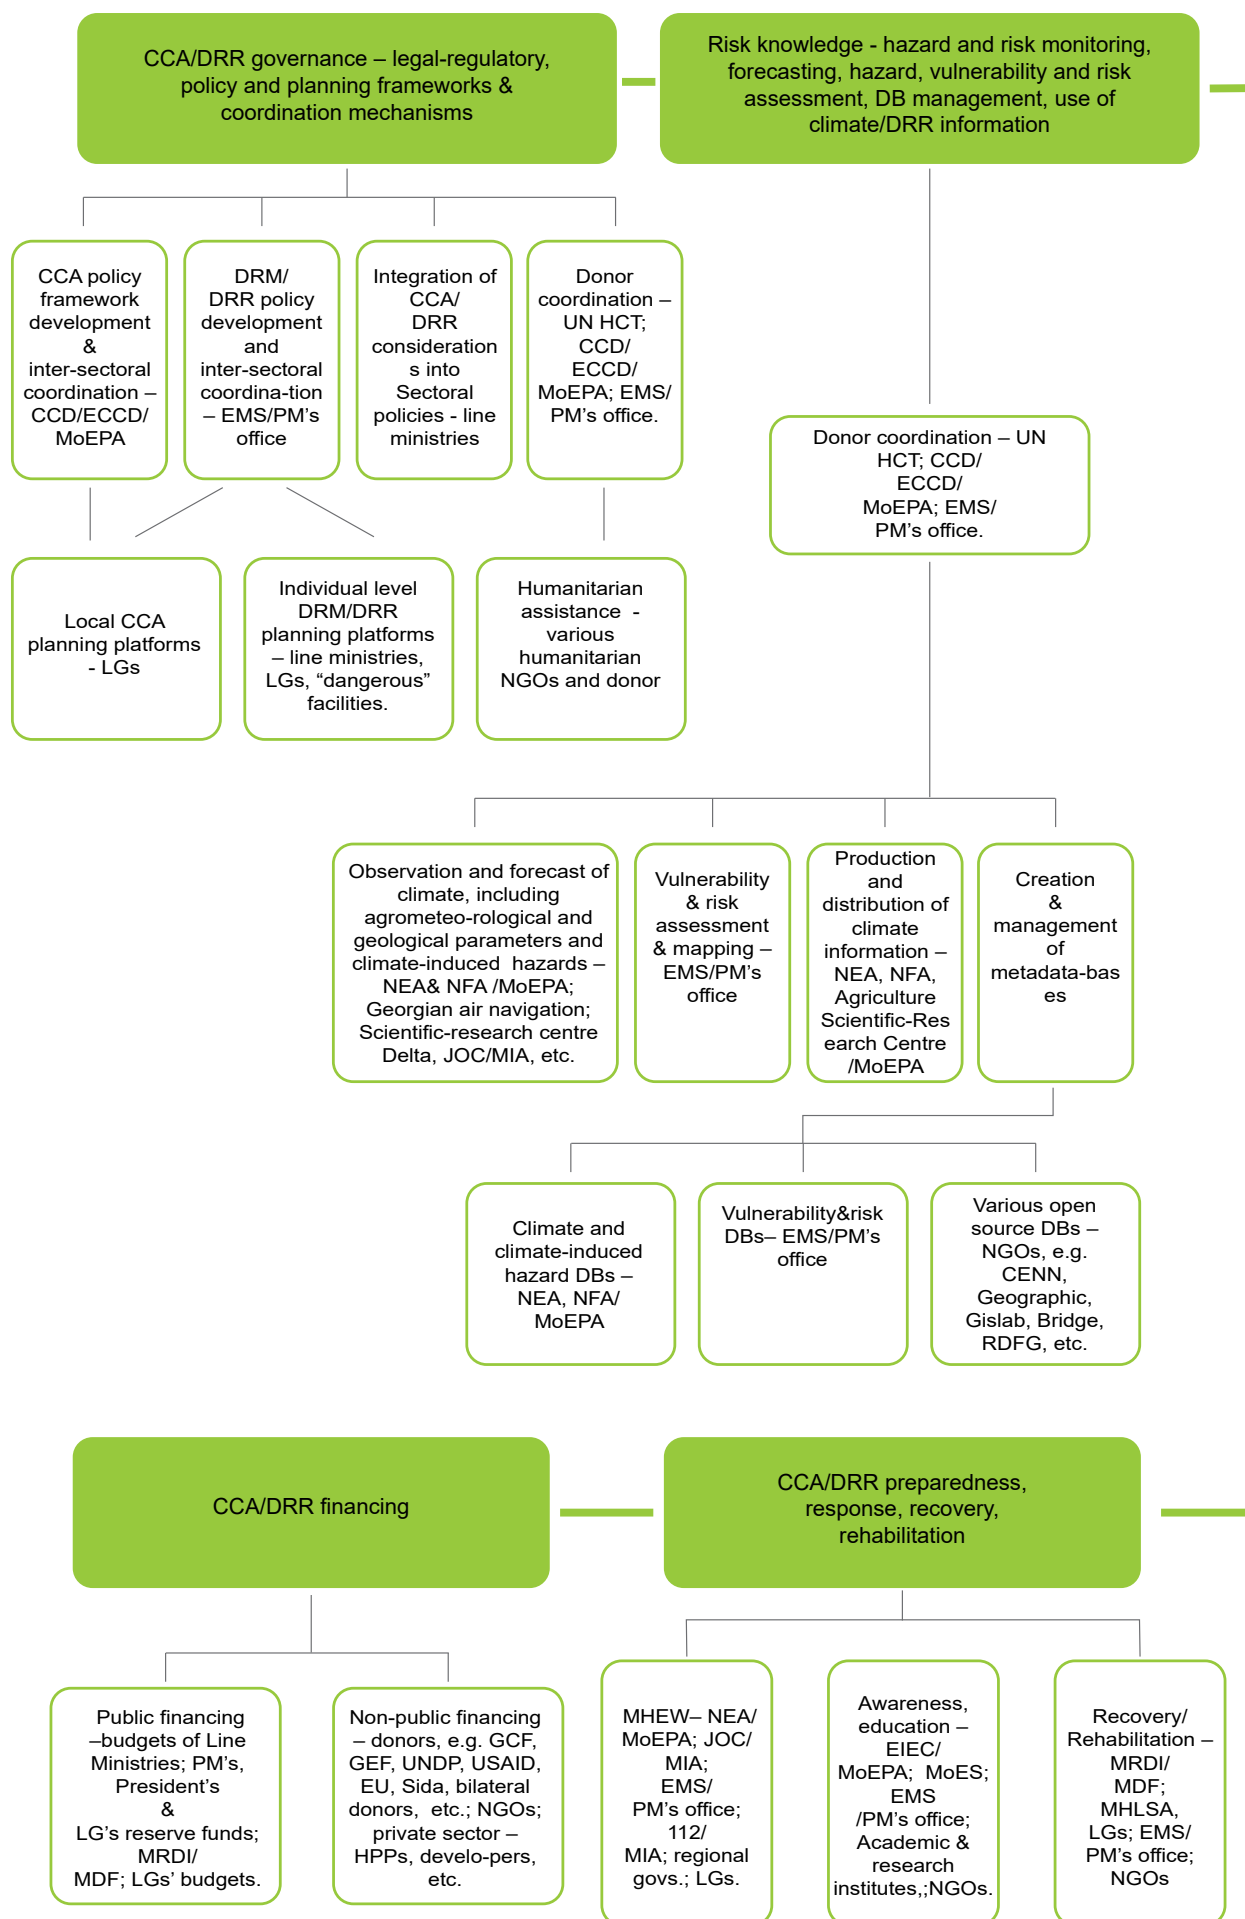 CCA/DRR governance – legal-regulatory,
policy and planning frameworks &
coordination mechanisms
Risk knowledge - hazard and risk monitoring,
forecasting, hazard, vulnerability and risk
assessment, DB management, use of
climate/DRR information
CCA policy
framework
development
&
inter-sectoral
coordination –
CCD/ECCD/
MoEPA
DRM/
DRR policy
development
and
inter-sectoral
coordina-tion
– EMS/PM’s
office
Integration of
CCA/
DRR
consideration
s into
Sectoral
policies - line
ministries
Donor
coordination –
UN HCT;
CCD/
ECCD/
MoEPA; EMS/
PM’s office.
Donor coordination – UN
HCT; CCD/
ECCD/
MoEPA; EMS/
PM’s office.
Local CCA
planning platforms
- LGs
Individual level
DRM/DRR
planning platforms
– line ministries,
LGs, “dangerous”
facilities.
Humanitarian
assistance -
various
humanitarian
NGOs and donor
Observation and forecast of
climate, including
agrometeo-rological and
geological parameters and
climate-induced hazards –
NEA& NFA /MoEPA;
Georgian air navigation;
Scientific-research centre
Delta, JOC/MIA, etc.
Vulnerability
& risk
assessment
& mapping –
EMS/PM’s
office
Production
and
distribution of
climate
information –
NEA, NFA,
Agriculture
Scientific-Res
earch Centre
/MoEPA
Creation
&
management
of
metadata-bas
es
Climate and
climate-induced
hazard DBs –
NEA, NFA/
MoEPA
Vulnerability&risk
DBs– EMS/PM’s
office
Various open
source DBs –
NGOs, e.g.
CENN,
Geographic,
Gislab, Bridge,
RDFG, etc.
CCA/DRR financing
CCA/DRR preparedness,
response, recovery,
rehabilitation
Public financing
–budgets of Line
Ministries; PM’s,
President’s
&
LG’s reserve funds;
MRDI/
MDF; LGs’ budgets.
Non-public financing
– donors, e.g. GCF,
GEF, UNDP, USAID,
EU, Sida, bilateral
donors, etc.; NGOs;
private sector –
HPPs, develo-pers,
etc.
MHEW– NEA/
MoEPA; JOC/
MIA;
EMS/
PM’s office;
112/
MIA; regional
govs.; LGs.
Awareness,
education –
EIEC/
MoEPA; MoES;
EMS
/PM’s office;
Academic &
research
institutes,;NGOs.
Recovery/
Rehabilitation –
MRDI/
MDF;
MHLSA,
LGs; EMS/
PM’s office;
NGOs